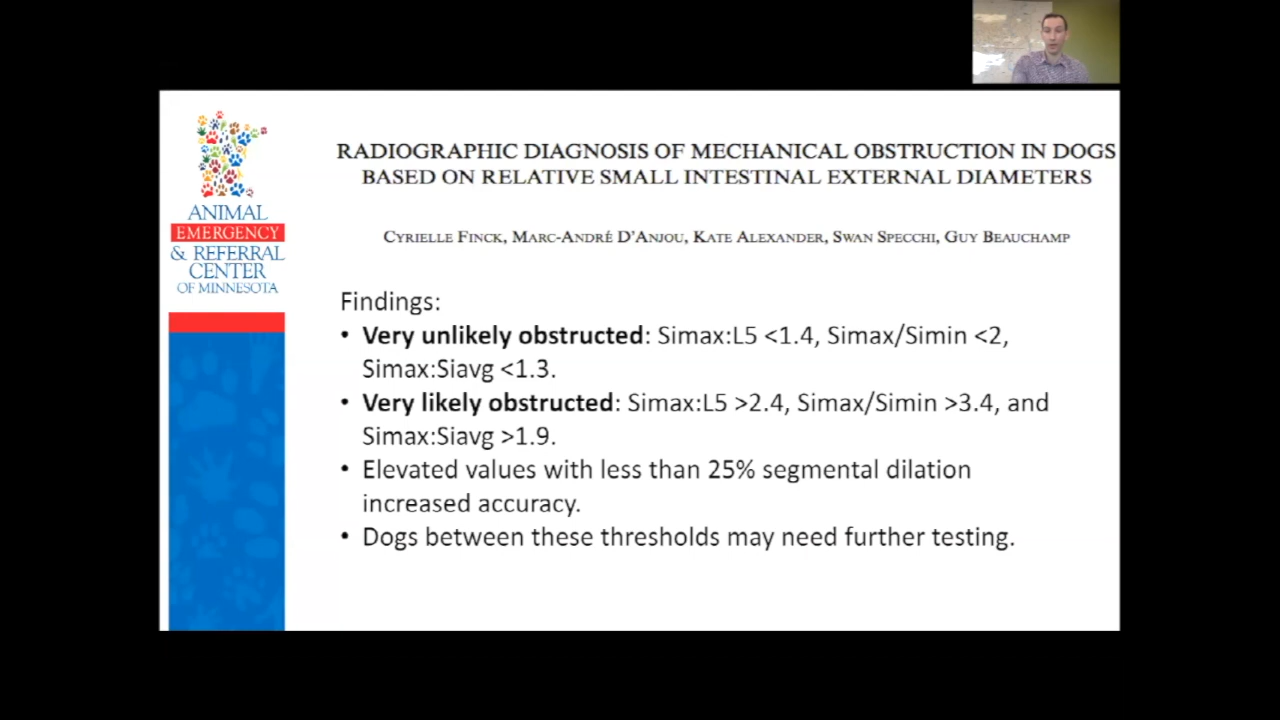 ANIMAL
EMERGENCY
& REFERRAL
CENTER
OF MINNESOTA
RADIOGRAPHIC DIAGNOSIS OF MECHANICAL OBSTRUCTION IN DOGS
BASED ON RELATIVE SMALL INTESTINAL EXTERNAL DIAMETERS
CYRIELLE FINCK, MARC-ANDRÉ D'ANJOU, KATE ALEXANDER, SWAN SPECCHI, GUY BEAUCHAMP
Findings:
• Very unlikely obstructed: Simax:L5 <1.4, Simax/Simin <2,
Simax:Siavg <1.3.
• Very likely obstructed: Simax:L5 >2.4, Simax/Simin >3.4, and
Simax:Siavg >1.9.
• Elevated values with less than 25% segmental dilation
increased accuracy.
• Dogs between these thresholds may need further testing.